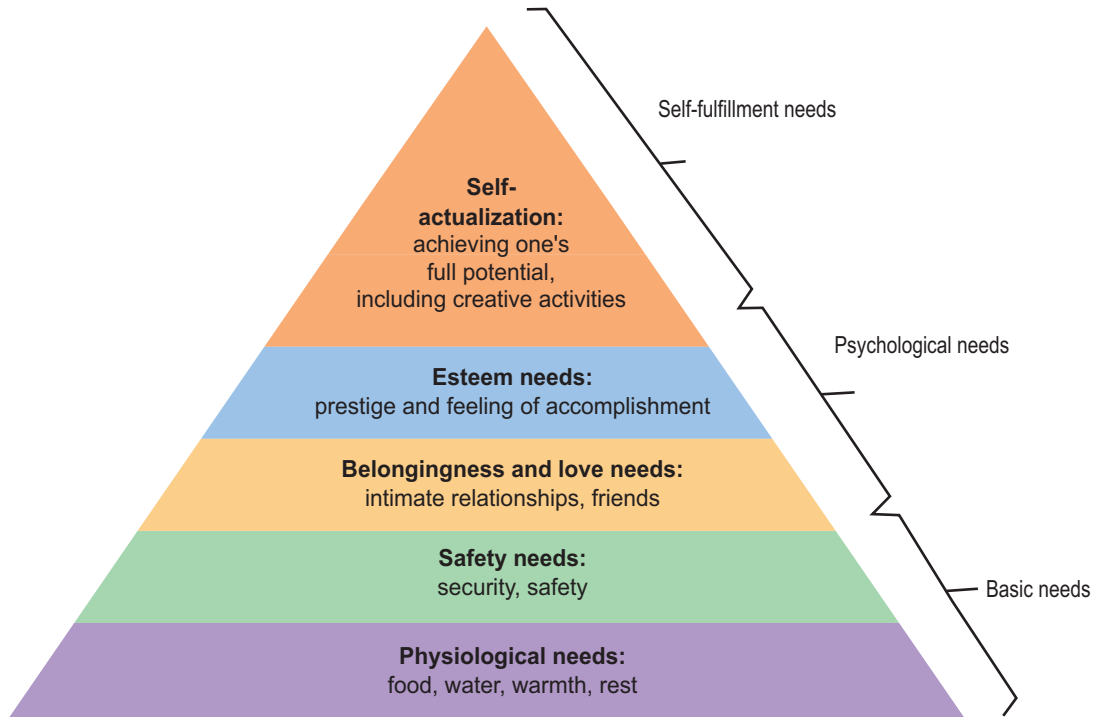 Self-fulfillment needs
Self-
actualization:
achieving one's
full potential,
including creative activities
Psychological needs
Esteem needs:
prestige and feeling of accomplishment
Belongingness and love needs:
intimate relationships, friends
Safety needs:
security, safety
Basic needs
Physiological needs:
food, water, warmth, rest